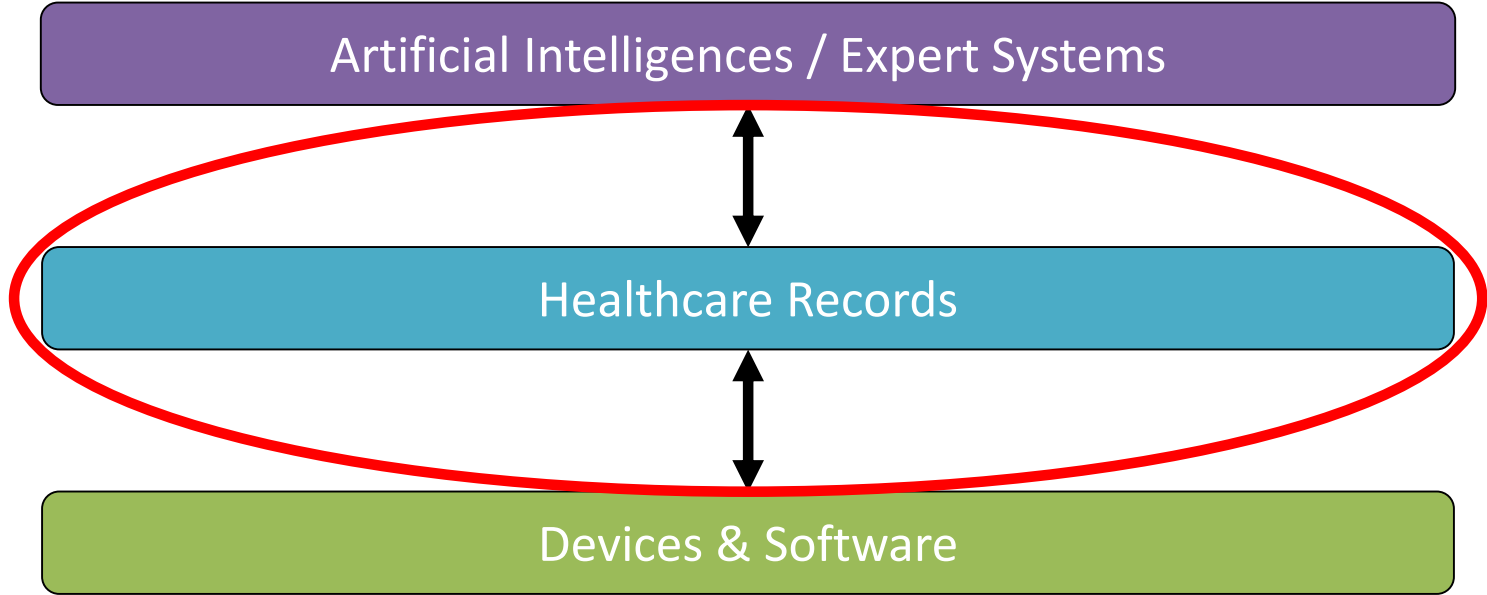 Artificial Intelligences / Expert Systems
Healthcare Records
Devices & Software